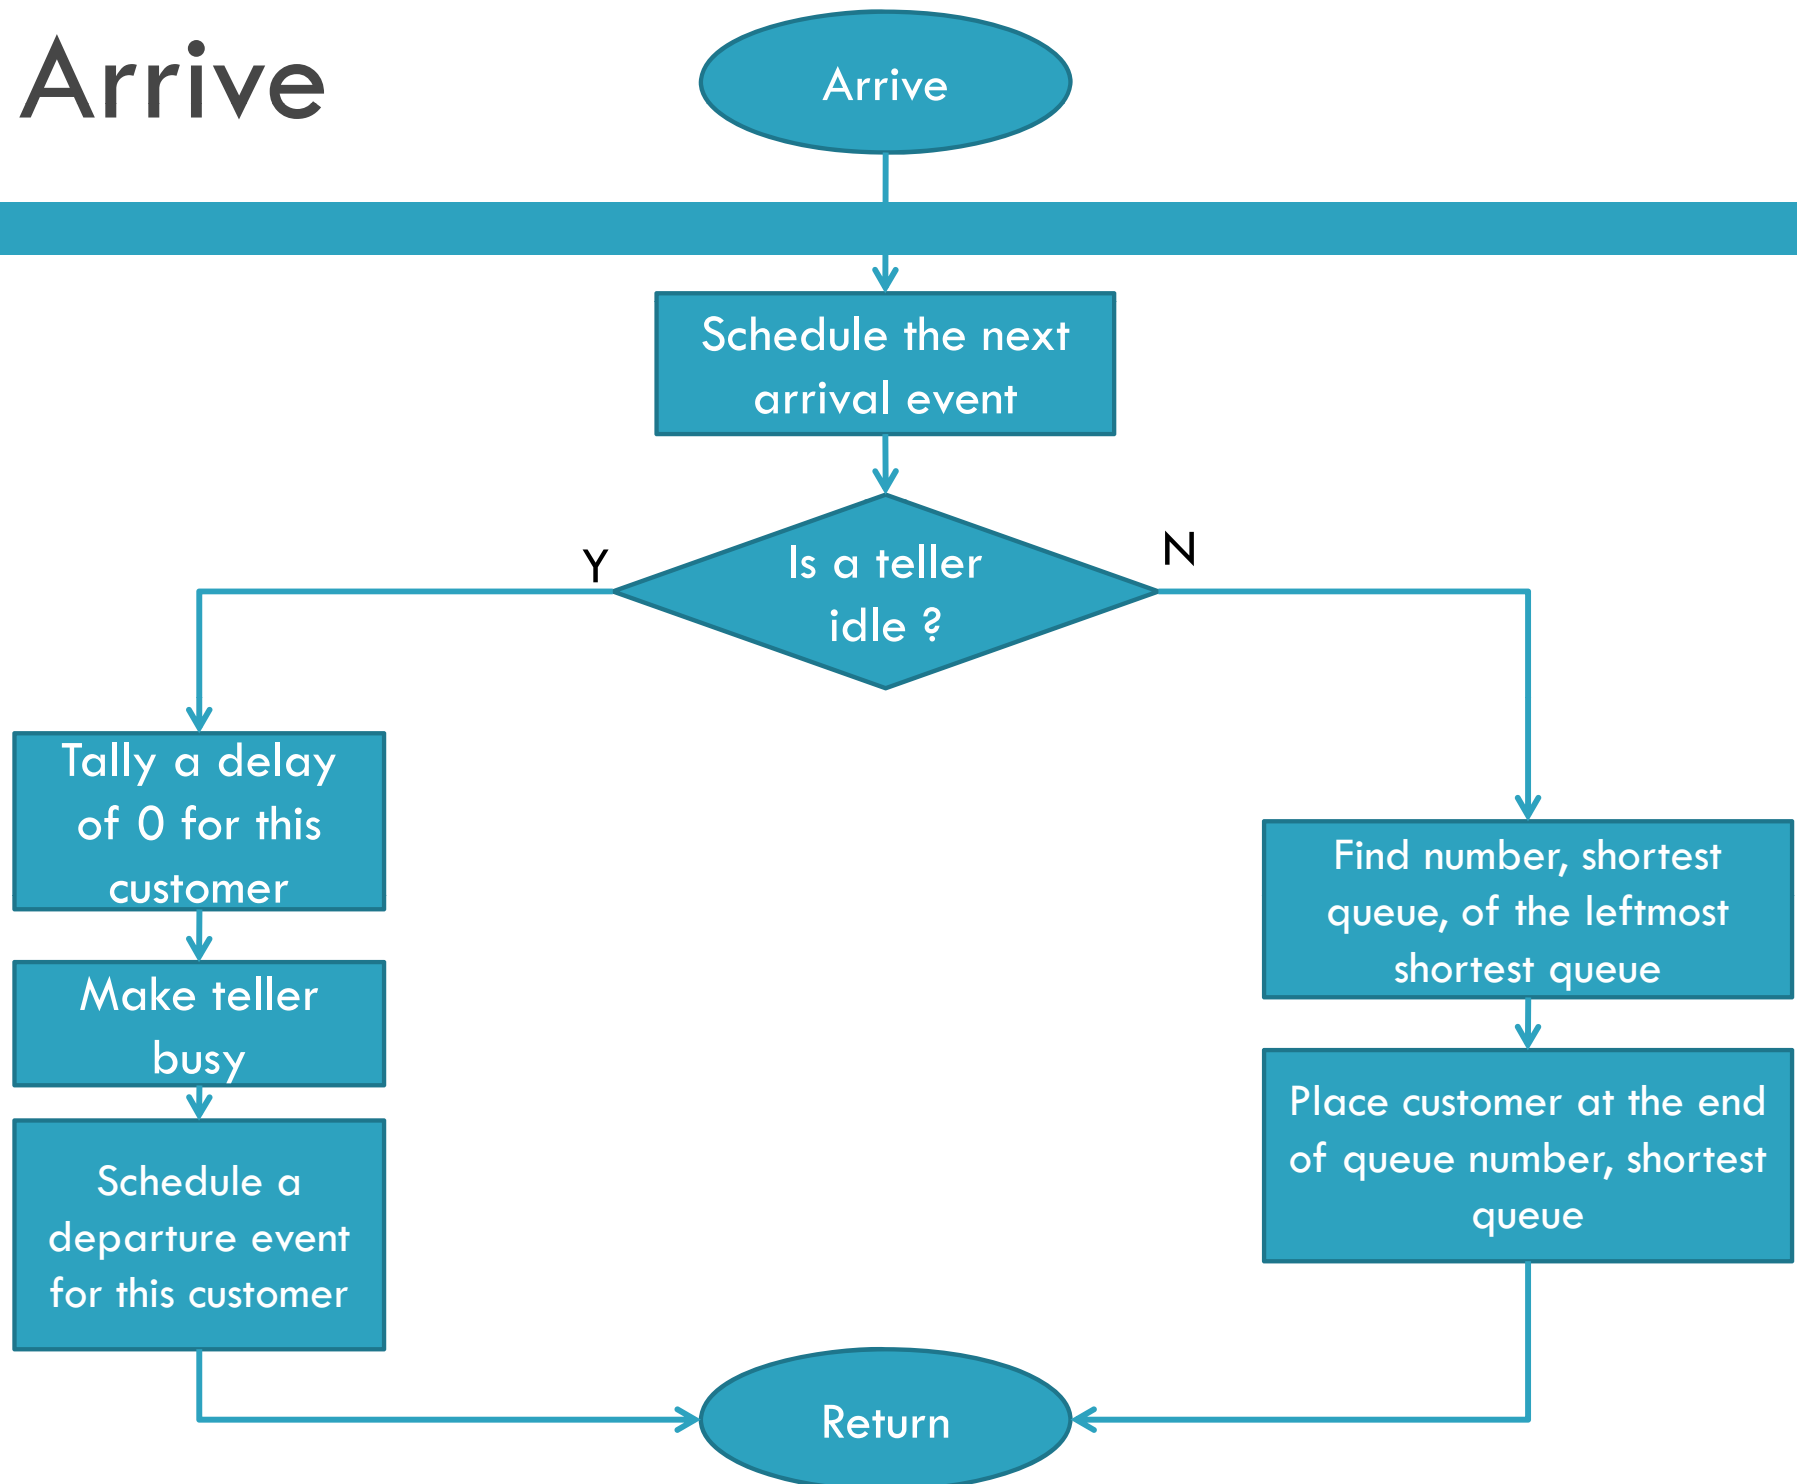 Arrive
Arrive
Schedule the next
arrival event
Is a teller
idle ?
Y
N
Tally a delay
of 0 for this
customer
Make teller
busy
Schedule a
departure event
for this customer
Find number, shortest
queue, of the leftmost
shortest queue
Place customer at the end
of queue number, shortest
queue
Return